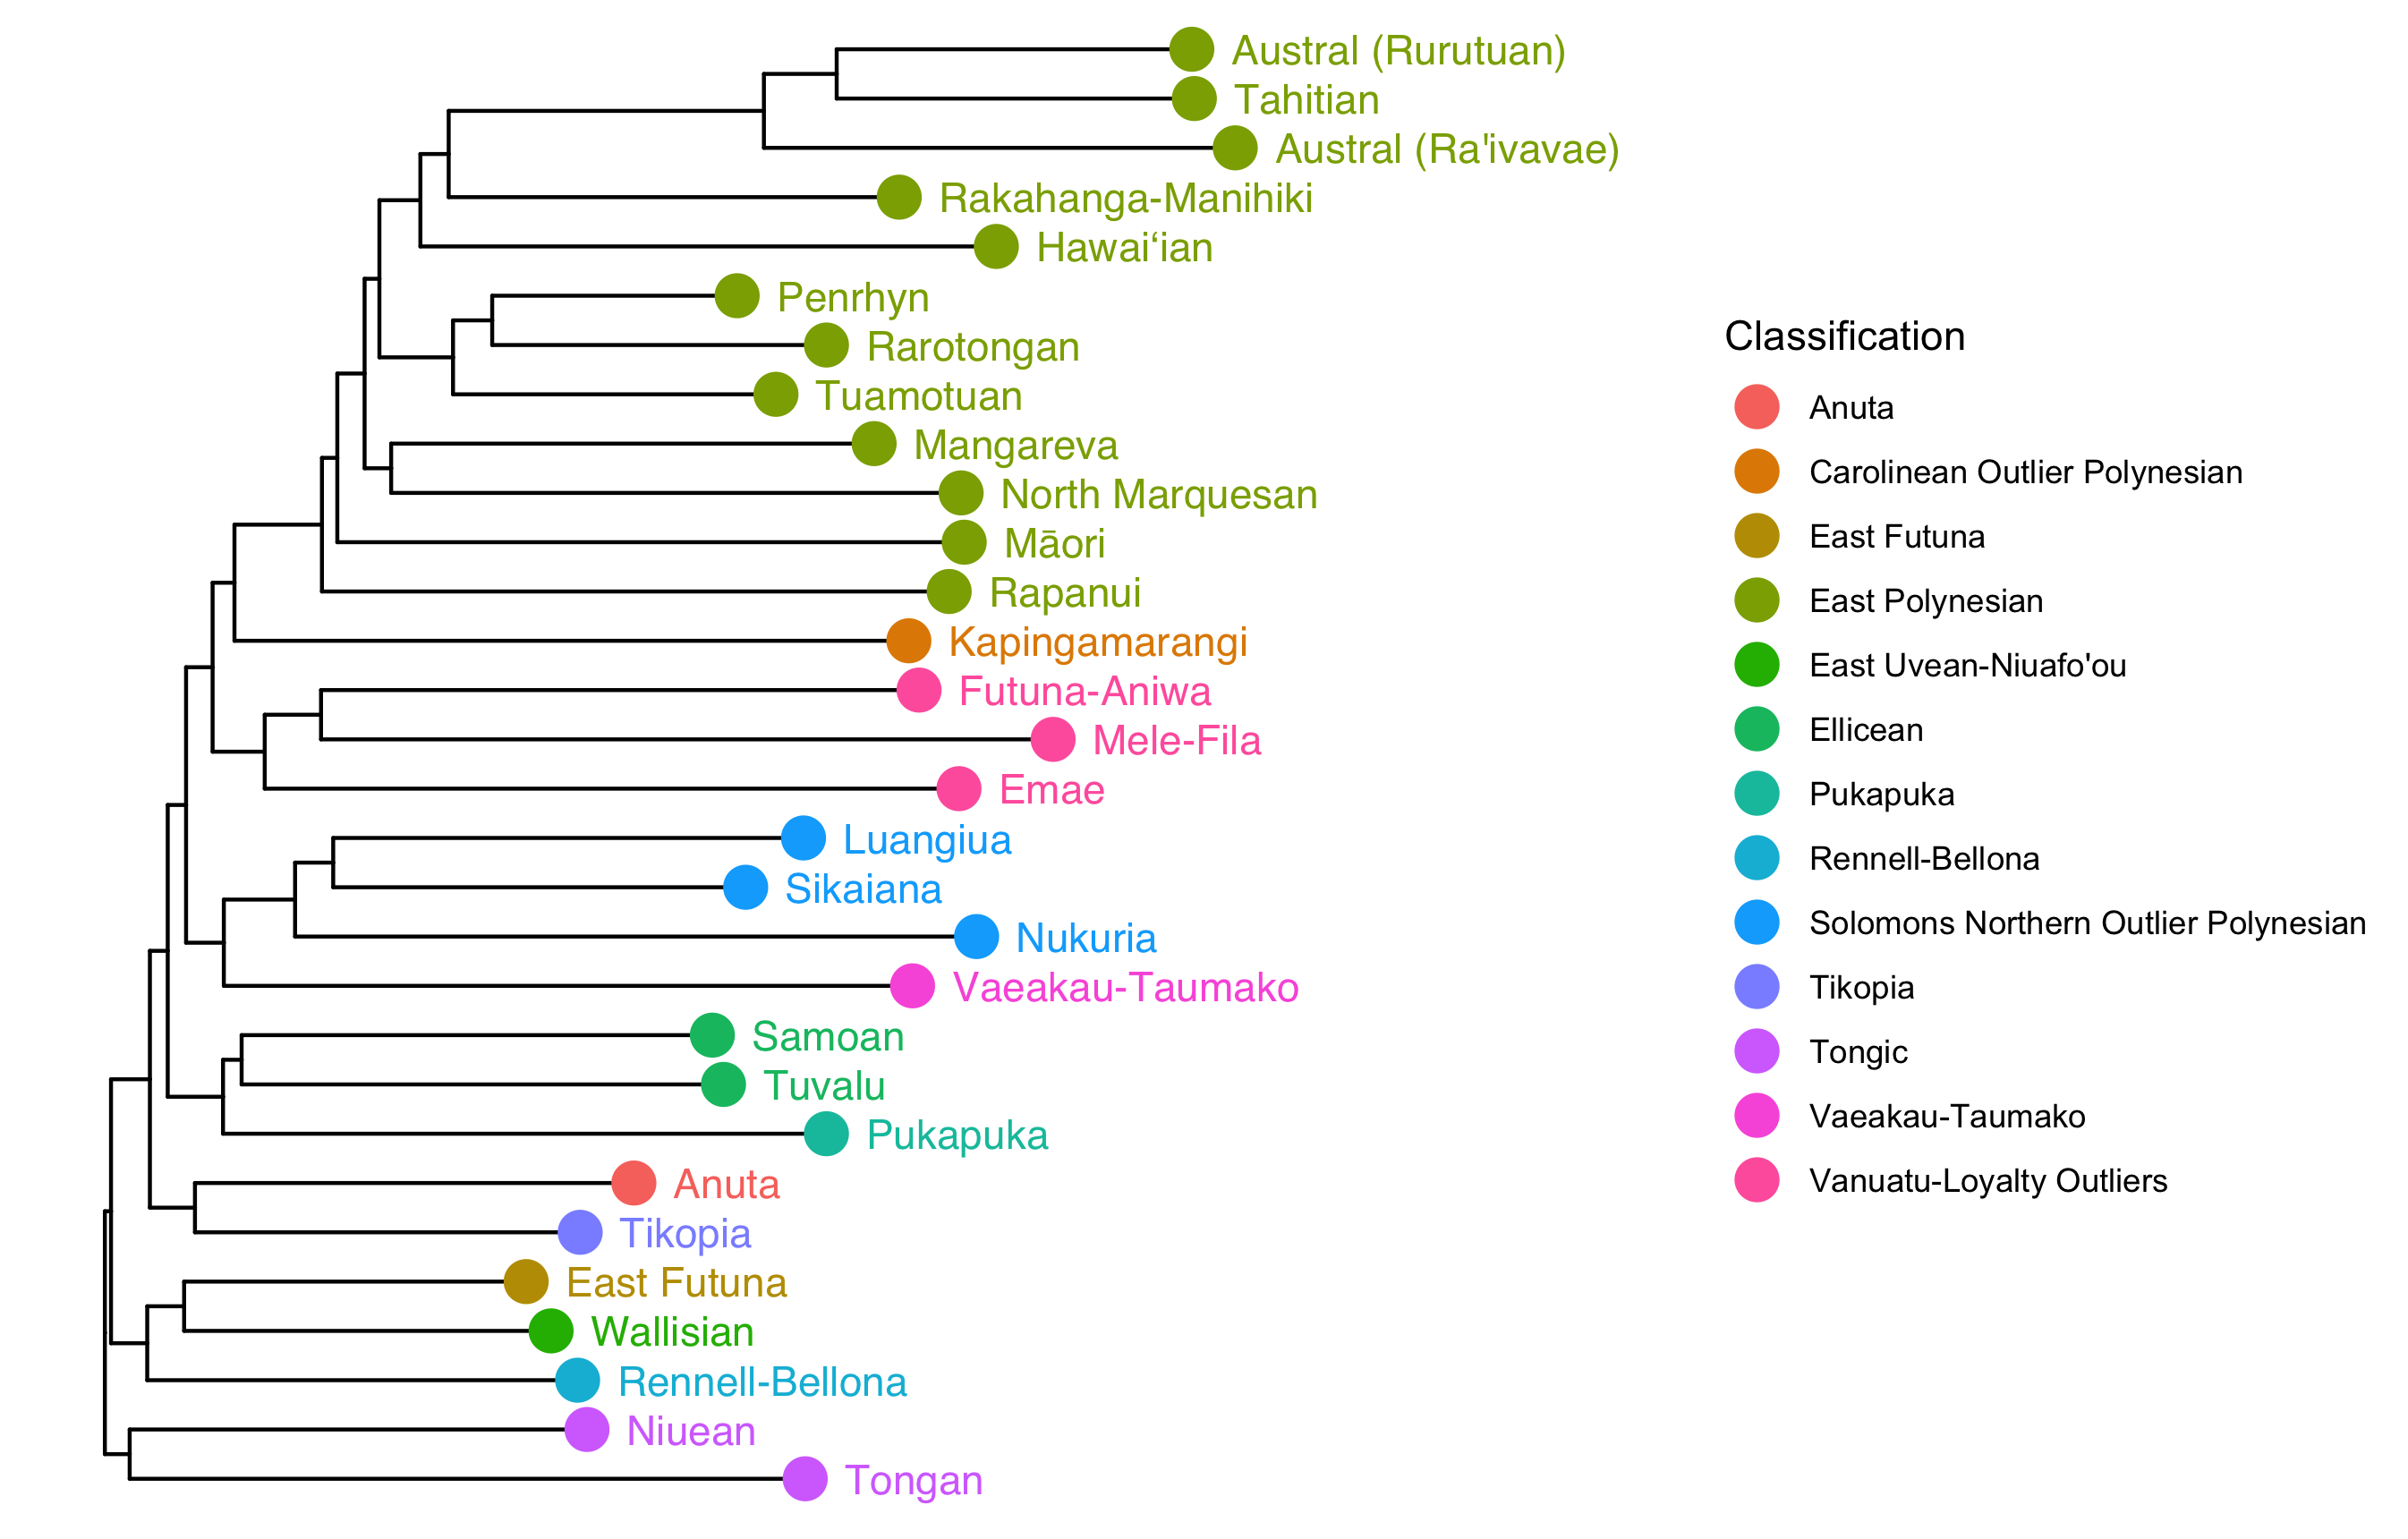 Austral (Rurutuan)
Tahitian
Austral (Ra'ivavae)
Rakahanga-Manihiki
Hawaiʻian
Penrhyn
Rarotongan
Tuamotuan
Mangareva
North Marquesan
Māori
Rapanui
Kapingamarangi
Futuna-Aniwa
Mele-Fila
Emae
Luangiua
Sikaiana
Nukuria
Vaeakau-Taumako
Samoan
Tuvalu
Pukapuka
Anuta
Tikopia
East Futuna
Wallisian
Rennell-Bellona
Niuean
Tongan
Classification
Anuta
Carolinean Outlier Polynesian
East Futuna
East Polynesian
East Uvean-Niuafo'ou
Ellicean
Pukapuka
Rennell-Bellona
Solomons Northern Outlier Polynesian
Tikopia
Tongic
Vaeakau-Taumako
Vanuatu-Loyalty Outliers